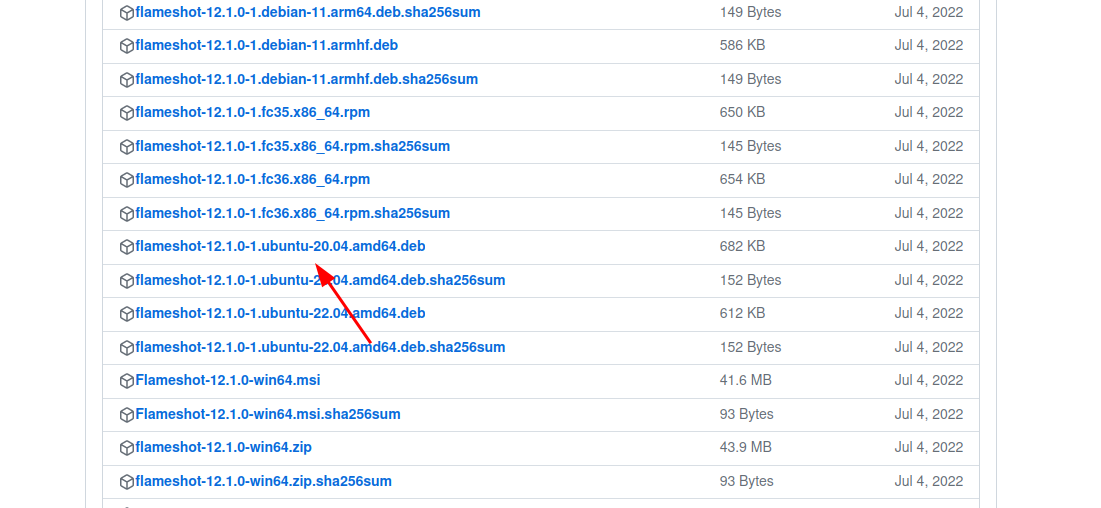 flameshot-12.1.0-1.debian-11.arm64.deb.sha256sum 149 Bytes Jul 4, 2022
flameshot-12.1.0-1.debian-11.armhf.deb 586 KB Jul 4, 2022
flameshot-12.1.0-1.debian-11.armhf.deb.sha256sum 149 Bytes Jul 4, 2022
flameshot-12.1.0-1.fc35.x86_64.rpm 650 KB Jul 4, 2022
flameshot-12.1.0-1.fc35.x86_64.rpm.sha256sum 145 Bytes Jul 4, 2022
flameshot-12.1.0-1.fc36.x86_64.rpm 654 KB Jul 4, 2022
flameshot-12.1.0-1.fc36.x86_64.rpm.sha256sum 145 Bytes Jul 4, 2022
flameshot-12.1.0-1.ubuntu-20.04.amd64.deb 682 KB Jul 4, 2022
flameshot-12.1.0-1.ubuntu-20.04.amd64.deb.sha256sum 152 Bytes Jul 4, 2022
flameshot-12.1.0-1.ubuntu-22.04.amd64.deb 612 KB Jul 4, 2022
flameshot-12.1.0-1.ubuntu-22.04.amd64.deb.sha256sum 152 Bytes Jul 4, 2022
Flameshot-12.1.0-win64.msi 41.6 MB Jul 4, 2022
Flameshot-12.1.0-win64.msi.sha256sum 93 Bytes Jul 4, 2022
flameshot-12.1.0-win64.zip 43.9 MB Jul 4, 2022
flameshot-12.1.0-win64.zip.sha256sum 93 Bytes Jul 4, 2022